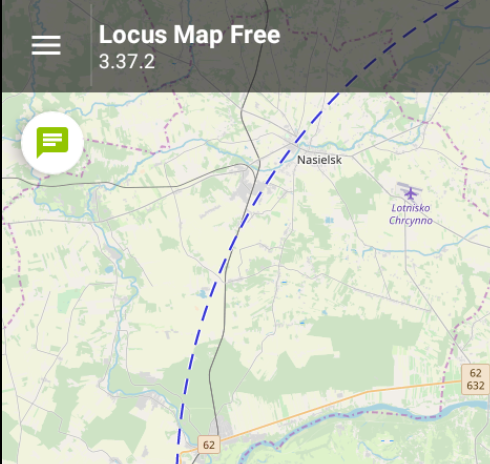 Locus Map Free
3.37.2
Nasielsk
Lotnisko
Chrcynno
62
632
62